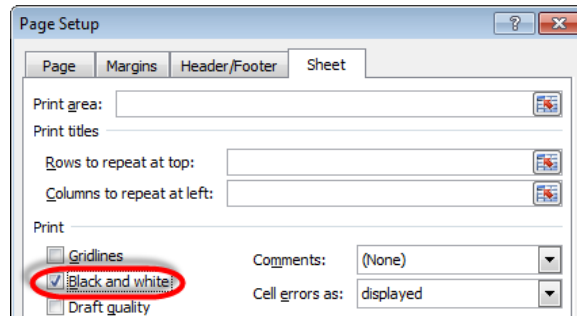 Page Setup
Page Margins Header/Footer Sheet
Print area:
Print titles
Rows to repeat at top:
Columns to repeat at left:
Print
Gridlines
Comments: (None)
Black and white
Cell errors as: displayed
Draft quality